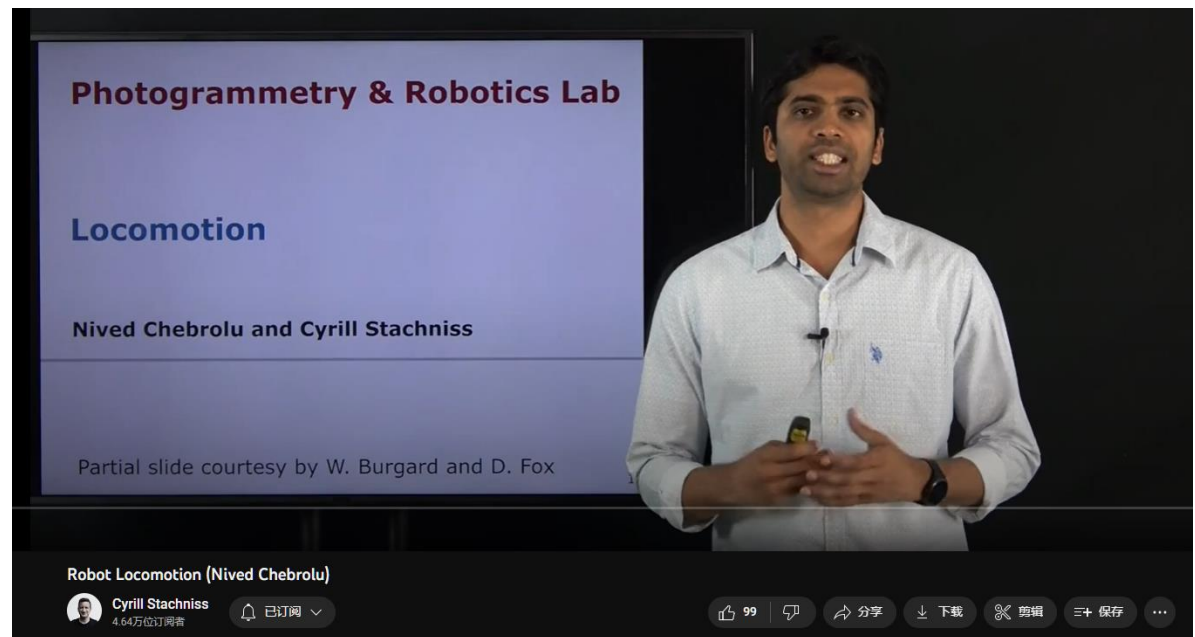 Photogrammetry & Robotics Lab
Locomotion
Nived Chebrolu and Cyrill Stachniss
Partial slide courtesy by W. Burgard and D. Fox
1
Robot Locomotion (Nived Chebrolu)
Cyrill Stachniss
4.64万位订阅者
已订阅
99
分享
下载
剪辑
保存